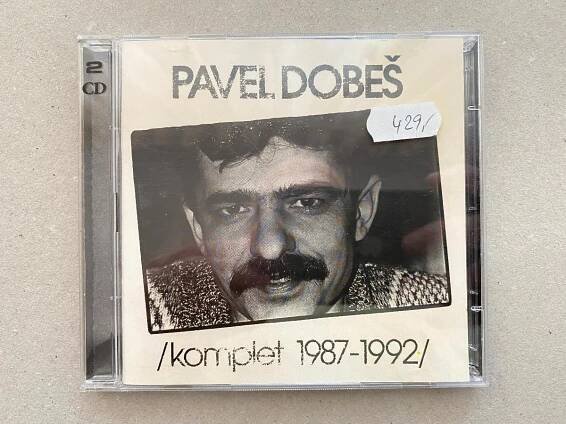 2
CD
PAVEL DOBEŠ
429,-
/komplet 1987-1992/